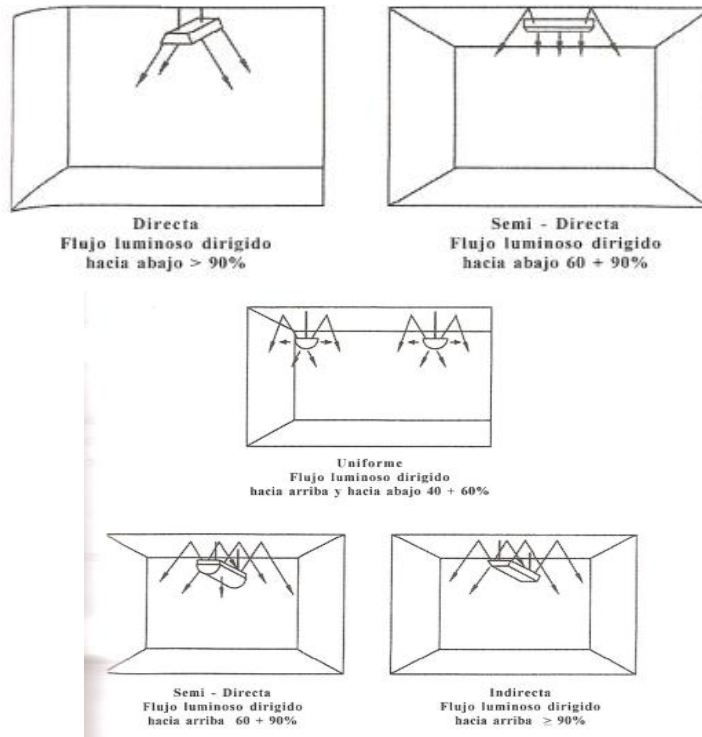 Directa
Flujo luminoso dirigido
hacia abajo > 90%
Semi - Directa
Flujo luminoso dirigido
hacia abajo 60 + 90%
Uniforme
Flujo luminoso dirigido
hacia arriba y hacia abajo 40 + 60%
Semi - Directa
Flujo luminoso dirigido
hacia arriba 60 + 90%
Indirecta
Flujo luminoso dirigido
hacia arriba ≥ 90%